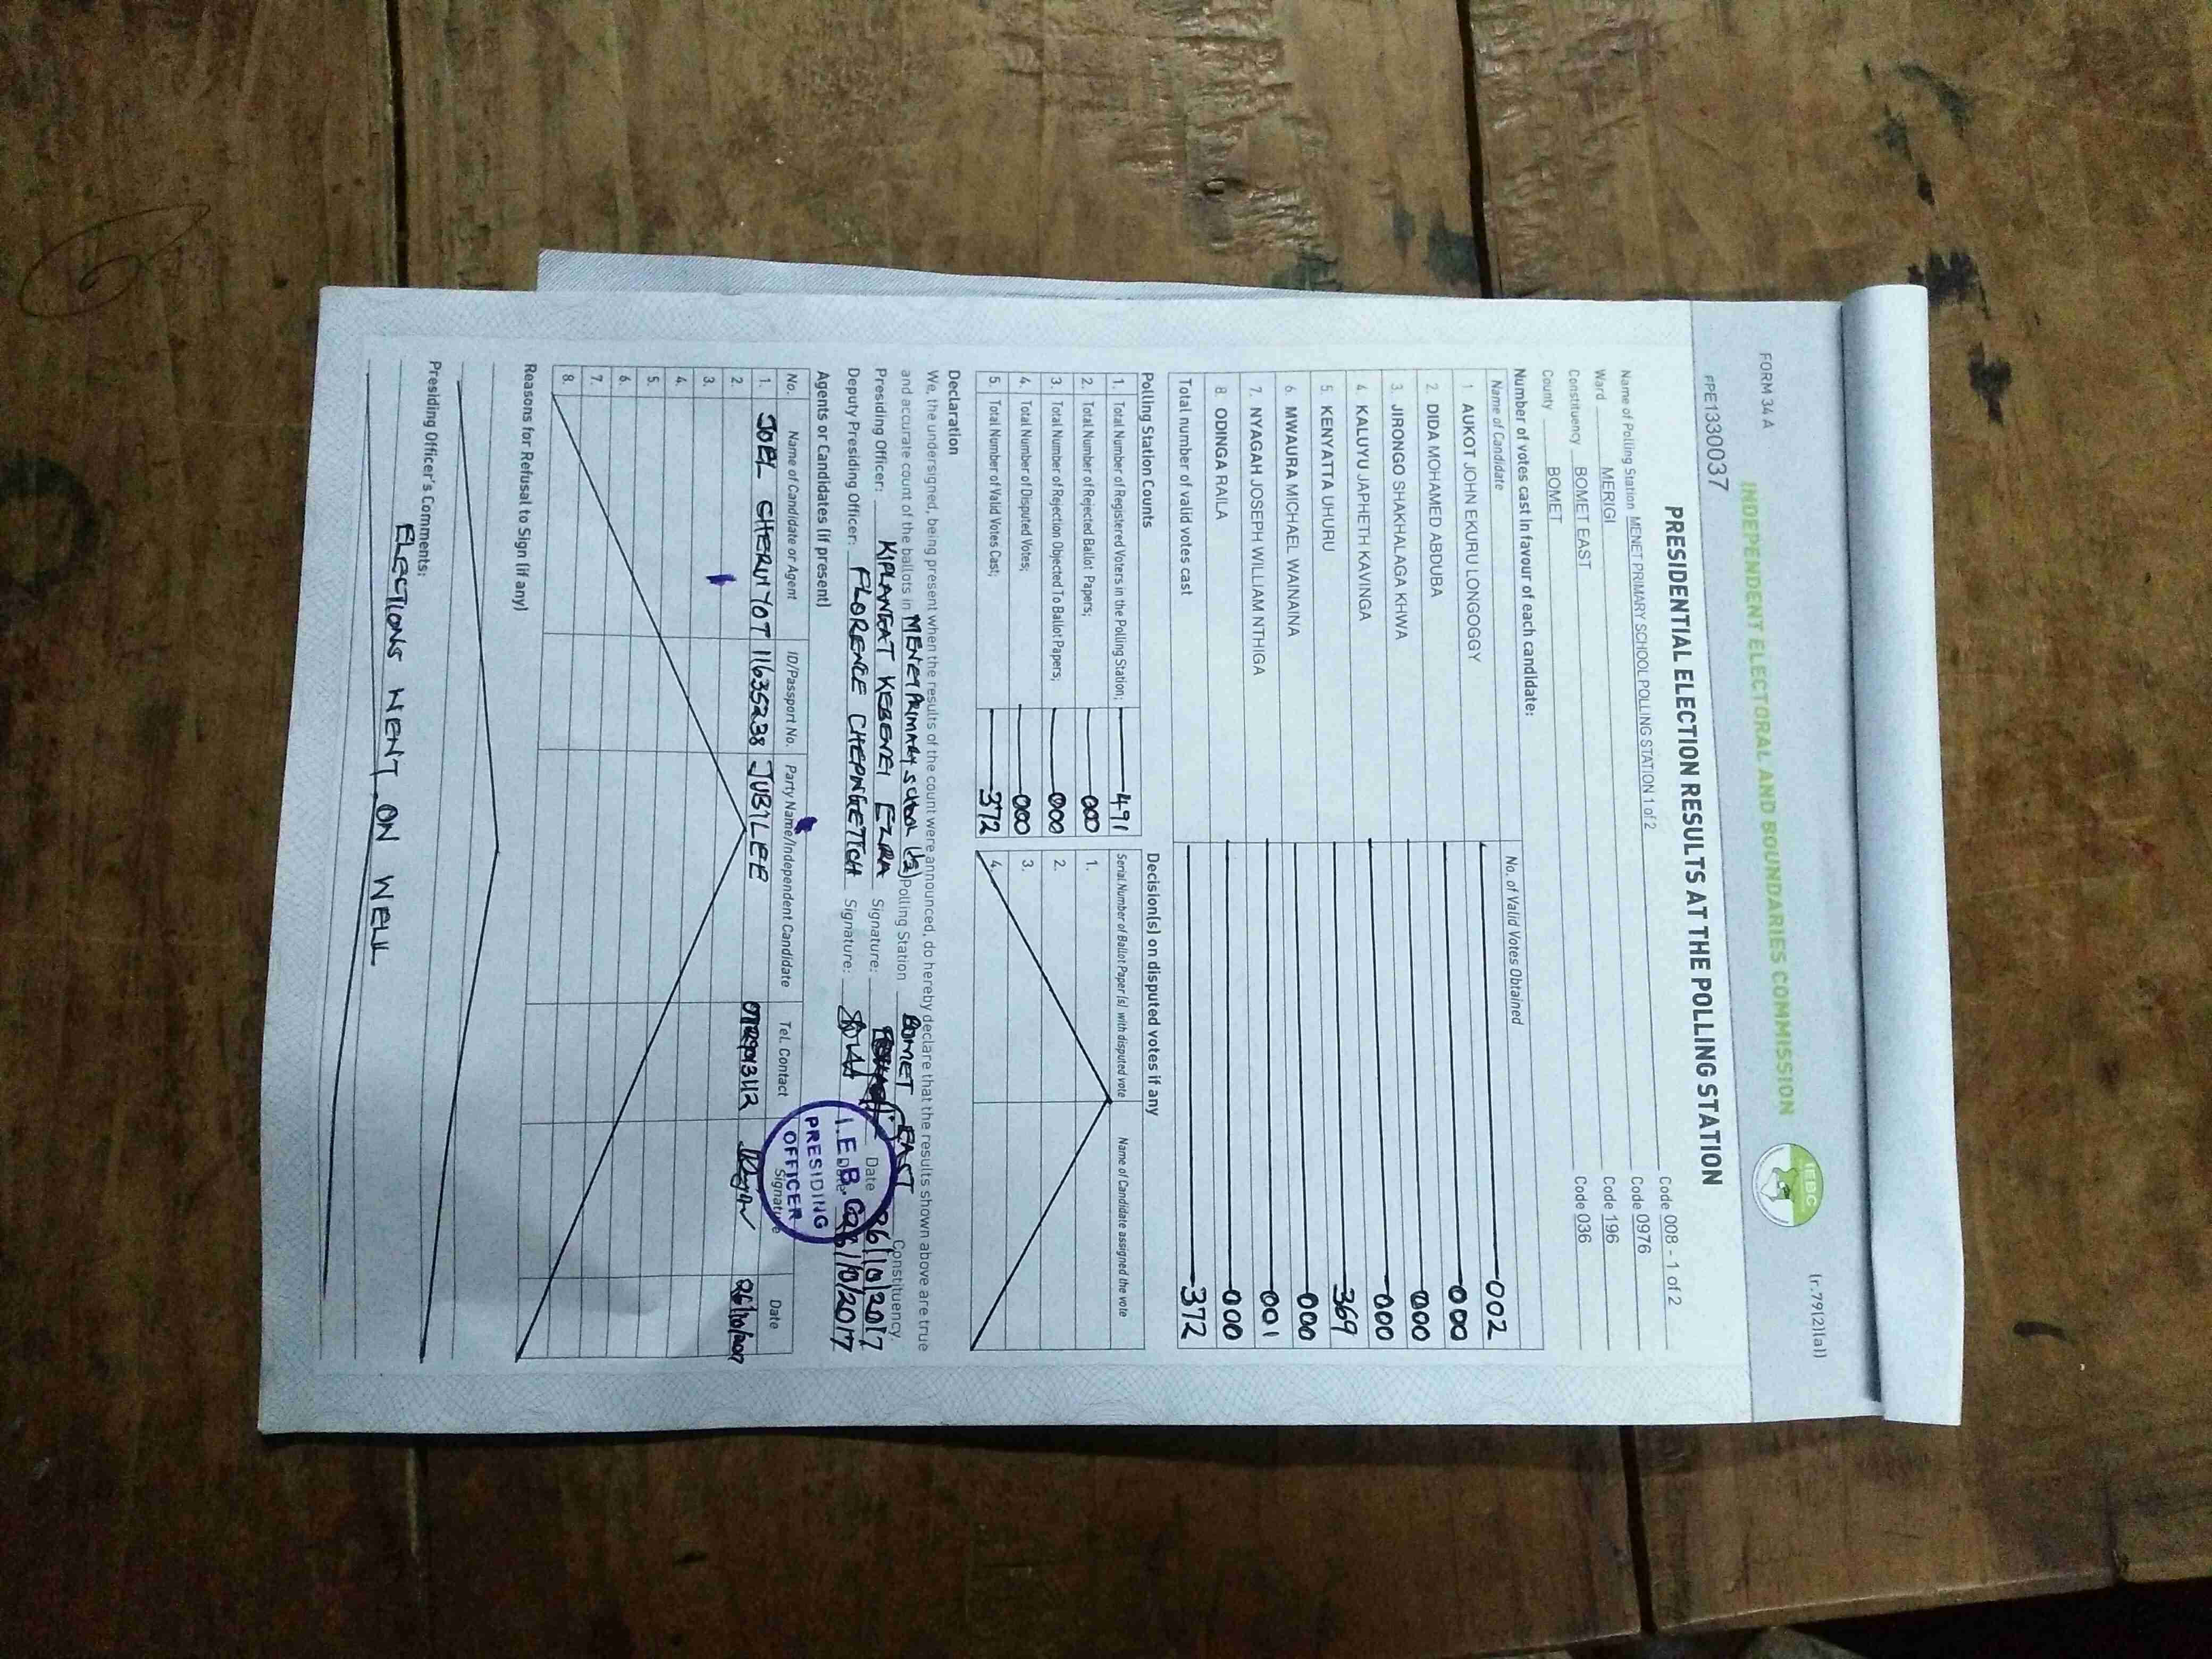 FORM 34 A
(r.79(2)(a))
INDEPENDENT ELECTORAL AND BOUNDARIES COMMISSION
IEBC
PPE1330037
PRESIDENTIAL ELECTION RESULTS AT THE POLLING STATION
Name of Polling Station MENET PRIMARY SCHOOL POLLING STATION 1 of 2 Code 008 - 1 of 2
Ward MERIGI Code 0976
Constituency BOMET EAST Code 196
County BOMET Code 036
Number of votes cast in favour of each candidate:
Name of Candidate No. of Valid Votes Obtained
1 AUKOT JOHN EKURU LONGOGGY 002
2. DIDA MOHAMED ABDUBA 000
3. JIRONGO SHAKHALAGA KHWA 000
4 KALUYU JAPHETH KAVINGA 000
5. KENYATTA UHURU 369
6 MWAURA MICHAEL WAINAINA 000
7. NYAGAH JOSEPH WILLIAM NTHIGA 001
8 ODINGA RAILA 000
Total number of valid votes cast 372
Polling Station Counts Decision(s) on disputed votes if any
1. Total Number of Registered Voters in the Polling Station; 491
2. Total Number of Rejected Ballot Papers; 000
3. Total Number of Rejection Objected To Ballot Papers; 000
4. Total Number of Disputed Votes; 000
5. Total Number of Valid Votes Cast; 372
Serial Number of Ballot Paper(s) with disputed vote Name of Candidate assigned the vote
1.
2.
3.
4.
Declaration
We, the undersigned, being present when the results of the count were announced, do hereby declare that the results shown above are true
and accurate count of the ballots in MENET PRIMARY SCHOOL (1/2) Polling Station BOMET EAST Constituency.
Presiding Officer: KIPLANGAT KEBENEI EZRA Signature: Date 26/10/2017
Deputy Presiding Officer: FLORENCE CHEPNGETICH Signature: Date 26/10/2017
I.E.B.C
PRESIDING
OFFICER
Agents or Candidates (if present)
No. Name of Candidate or Agent ID/Passport No. Party Name/Independent Candidate Tel. Contact Signature Date
1. JOEL CHERUIYOT 11635238 JUBILEE 26/10/2017
2.
3.
4.
5.
6.
7.
8.
Reasons for Refusal to Sign (if any)
Presiding Officer's Comments:
ELECTIONS WENT ON WELL